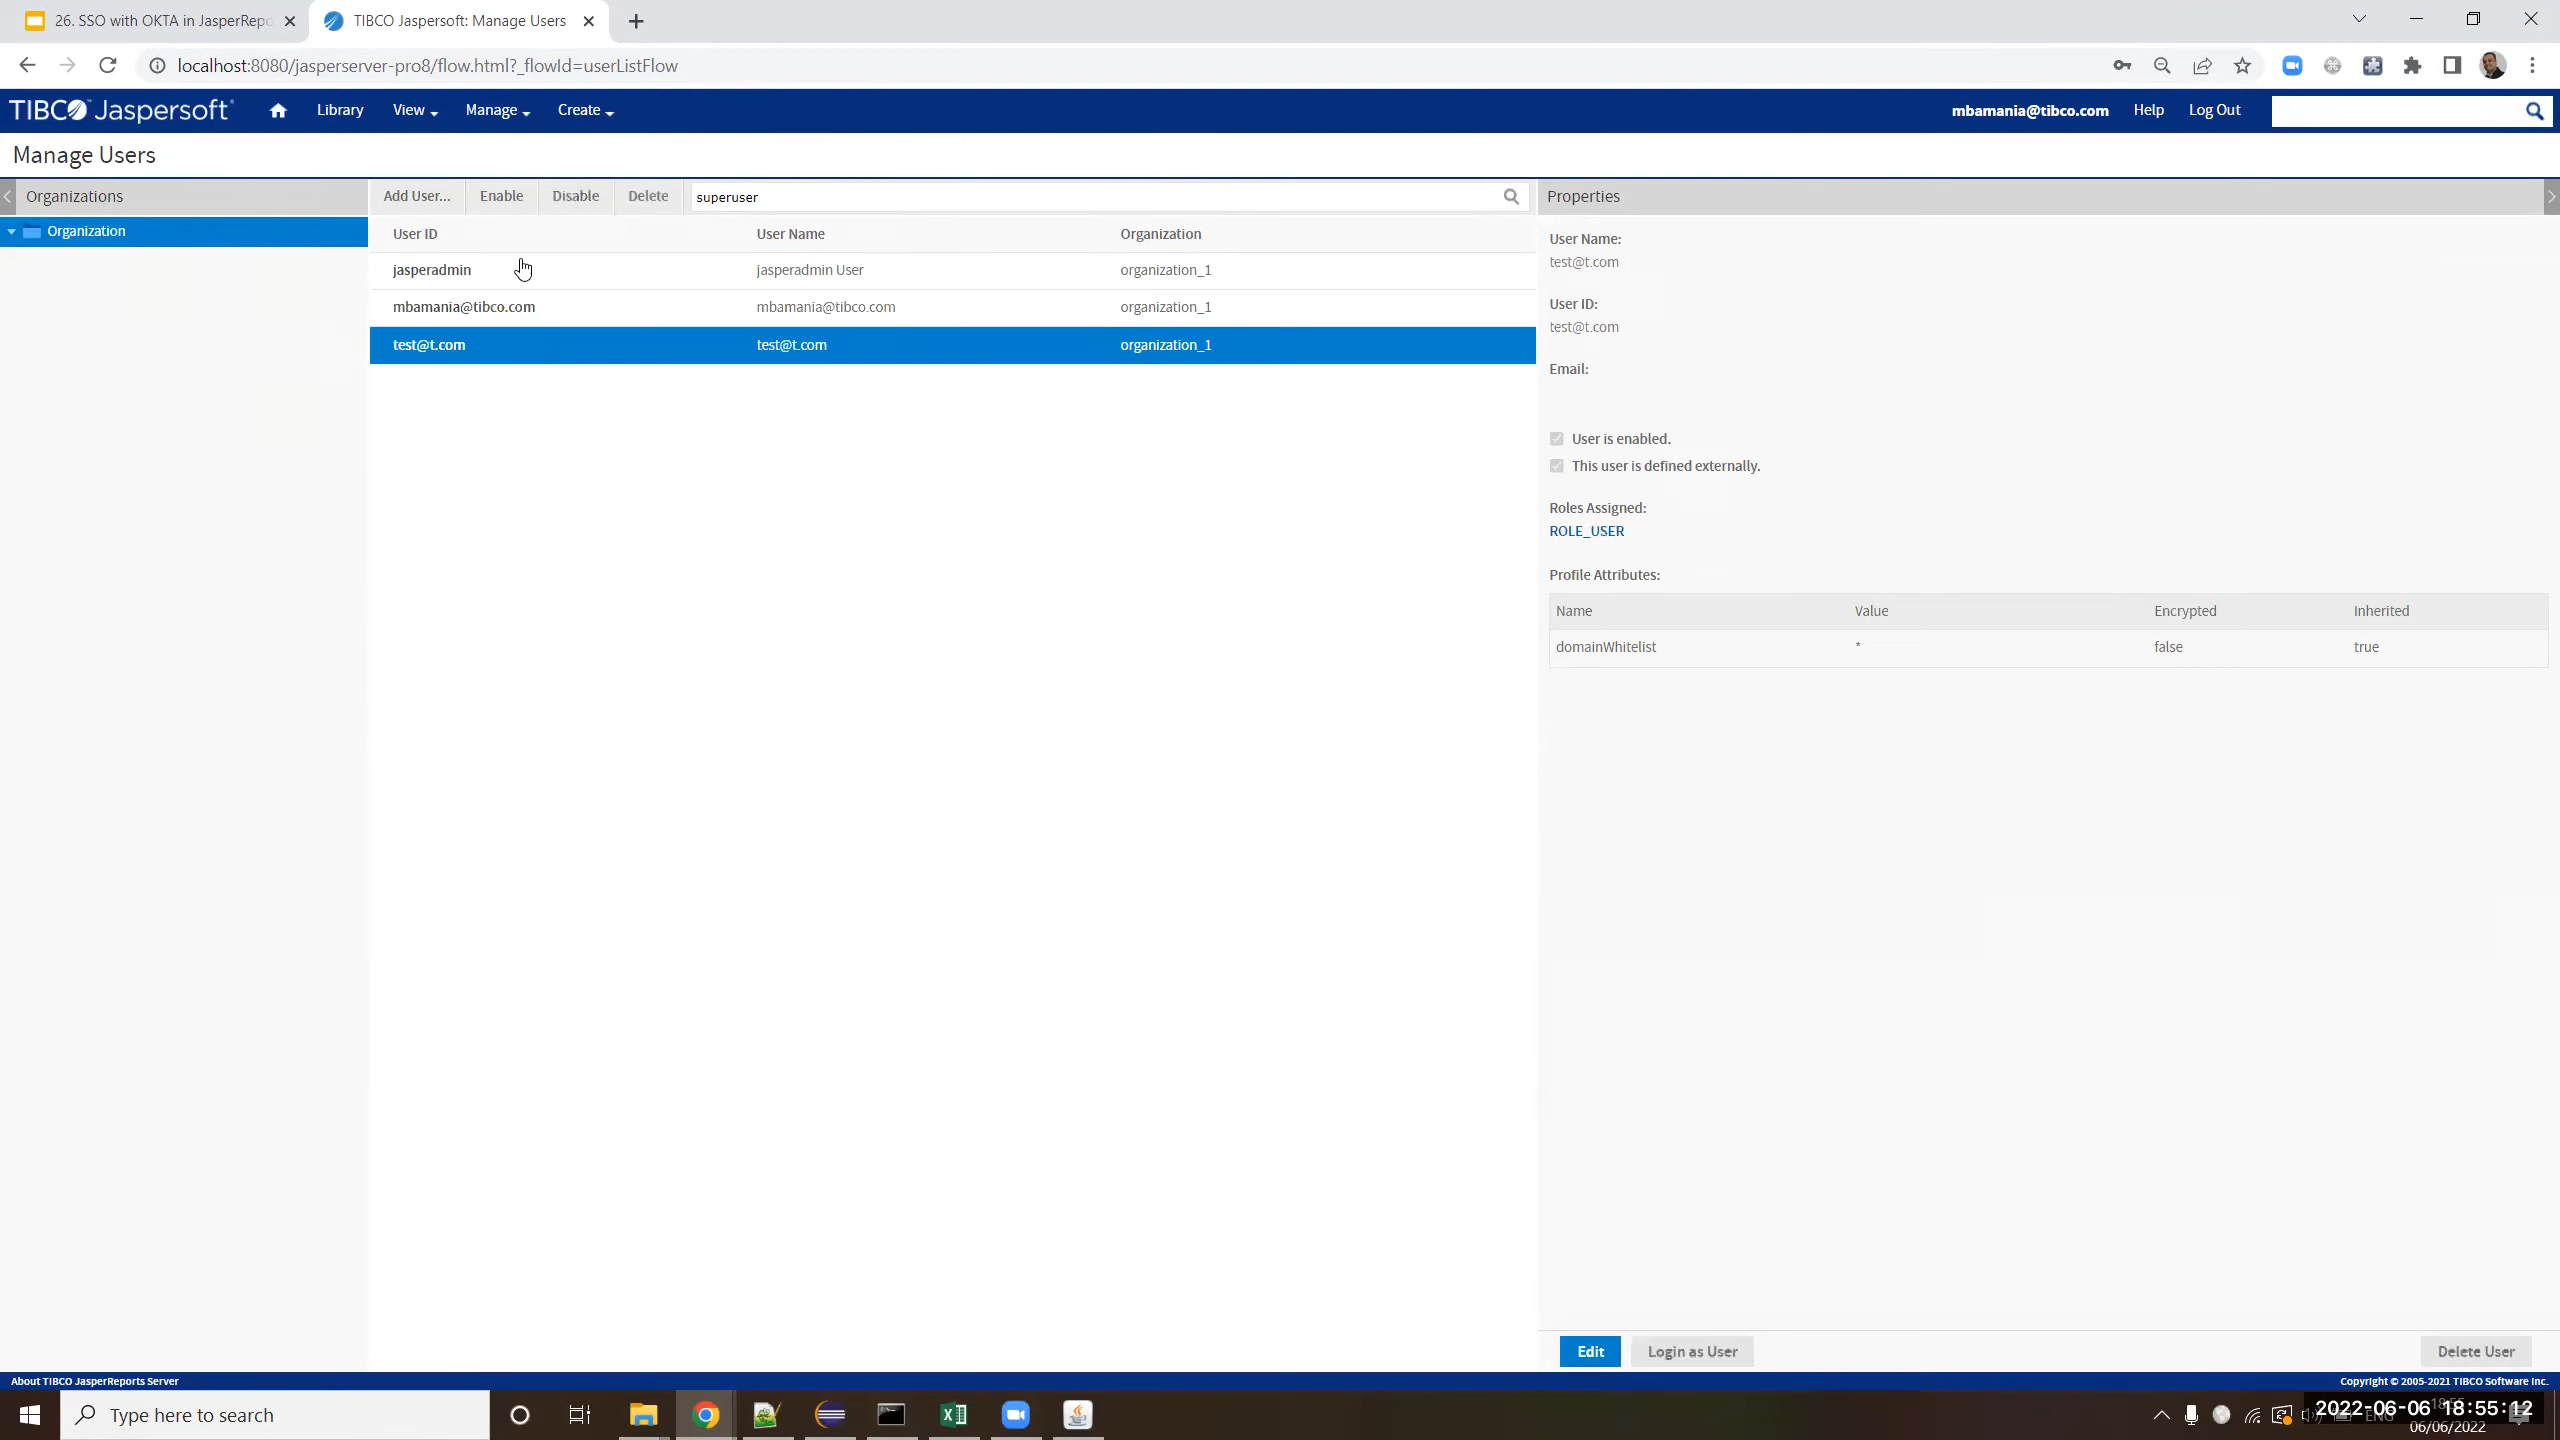 26. SSO with OKTA in JasperRepo
TIBCO Jaspersoft: Manage Users
localhost:8080/jasperserver-pro8/flow.html?_flowId=userListFlow
TIBCO Jaspersoft
Library
View
Manage
Create
mbamania@tibco.com
Help
Log Out
Manage Users
Organizations
Add User...
Enable
Disable
Delete
superuser
Properties
Organization
User ID
User Name
Organization
jasperadmin
jasperadmin User
organization_1
mbamania@tibco.com
mbamania@tibco.com
organization_1
test@t.com
test@t.com
organization_1
User Name:
test@t.com
User ID:
test@t.com
Email:
User is enabled.
This user is defined externally.
Roles Assigned:
ROLE_USER
Profile Attributes:
Name
Value
Encrypted
Inherited
domainWhitelist
*
false
true
Edit
Login as User
Delete User
About TIBCO JasperReports Server
Copyright © 2005-2021 TIBCO Software Inc.
Type here to search
ENG
2022-06-06 18:55:12
06/06/2022